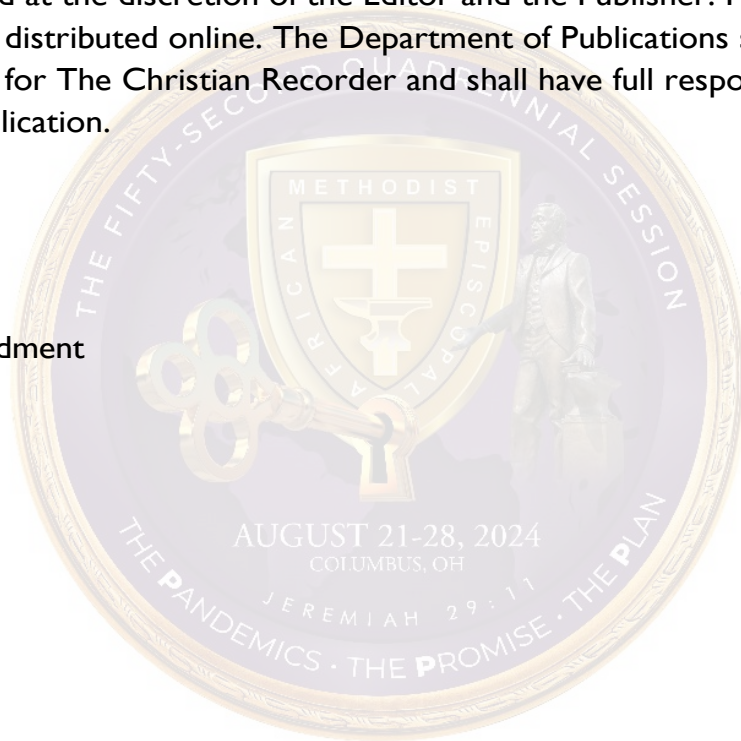 d at the discretion of the Editor and the Publisher.
distributed online. The Department of Publications s
for The Christian Recorder and shall have full respo
lication.
THE FIFTY-SECOND QUADRENNIAL SESSION
AFRICAN METHODIST EPISCOPAL
dment
AUGUST 21-28, 2024
COLUMBUS, OH
JEREMIAH 29:11
THE PANDEMICS · THE PROMISE · THE PLAN